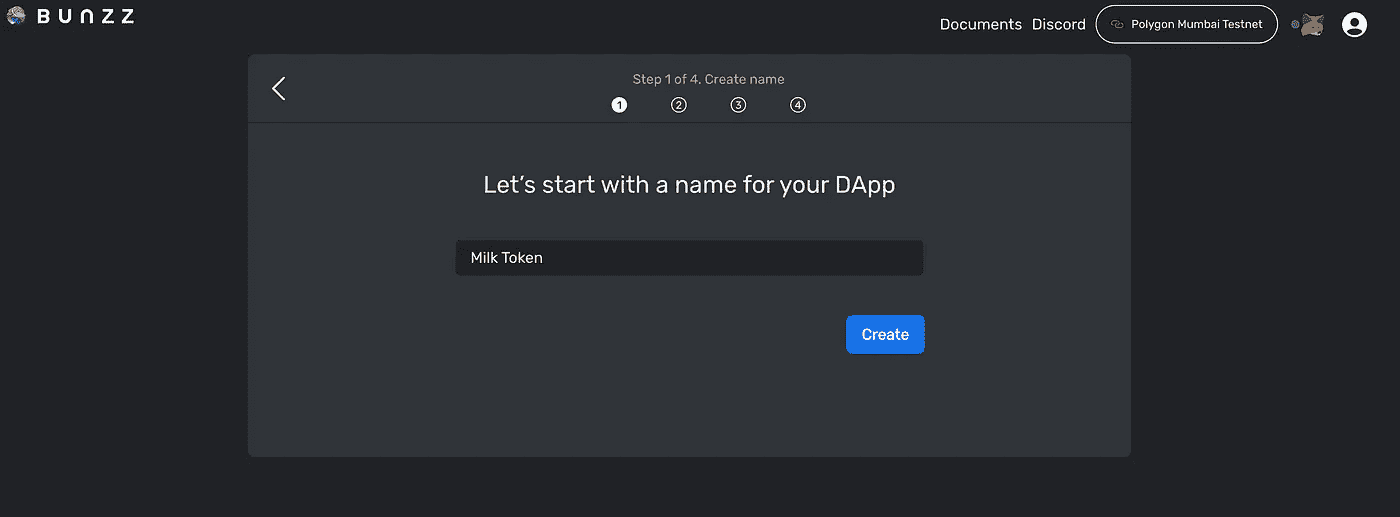 BUNZZ
Documents Discord Polygon Mumbai Testnet
Step 1 of 4. Create name
1 2 3 4
Let’s start with a name for your DApp
Milk Token
Create